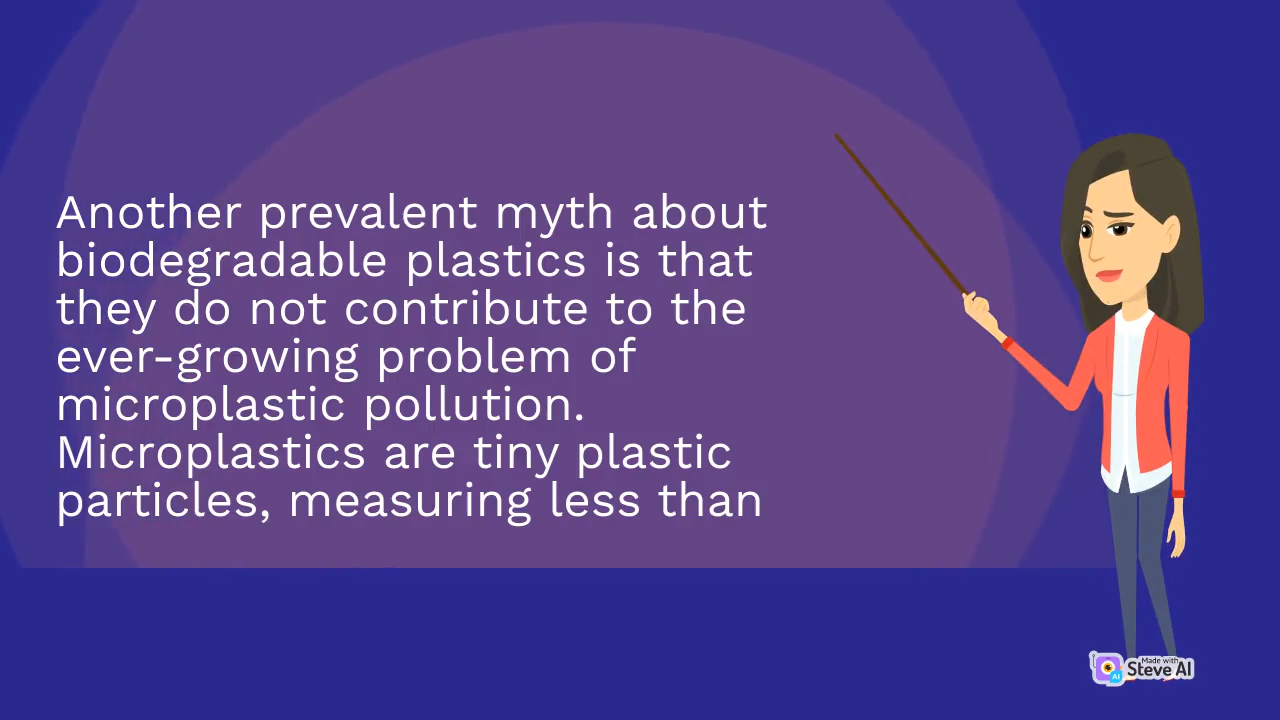 Another prevalent myth about
biodegradable plastics is that
they do not contribute to the
ever-growing problem of
microplastic pollution.
Microplastics are tiny plastic
particles, measuring less than
Made with
Steve AI
AI